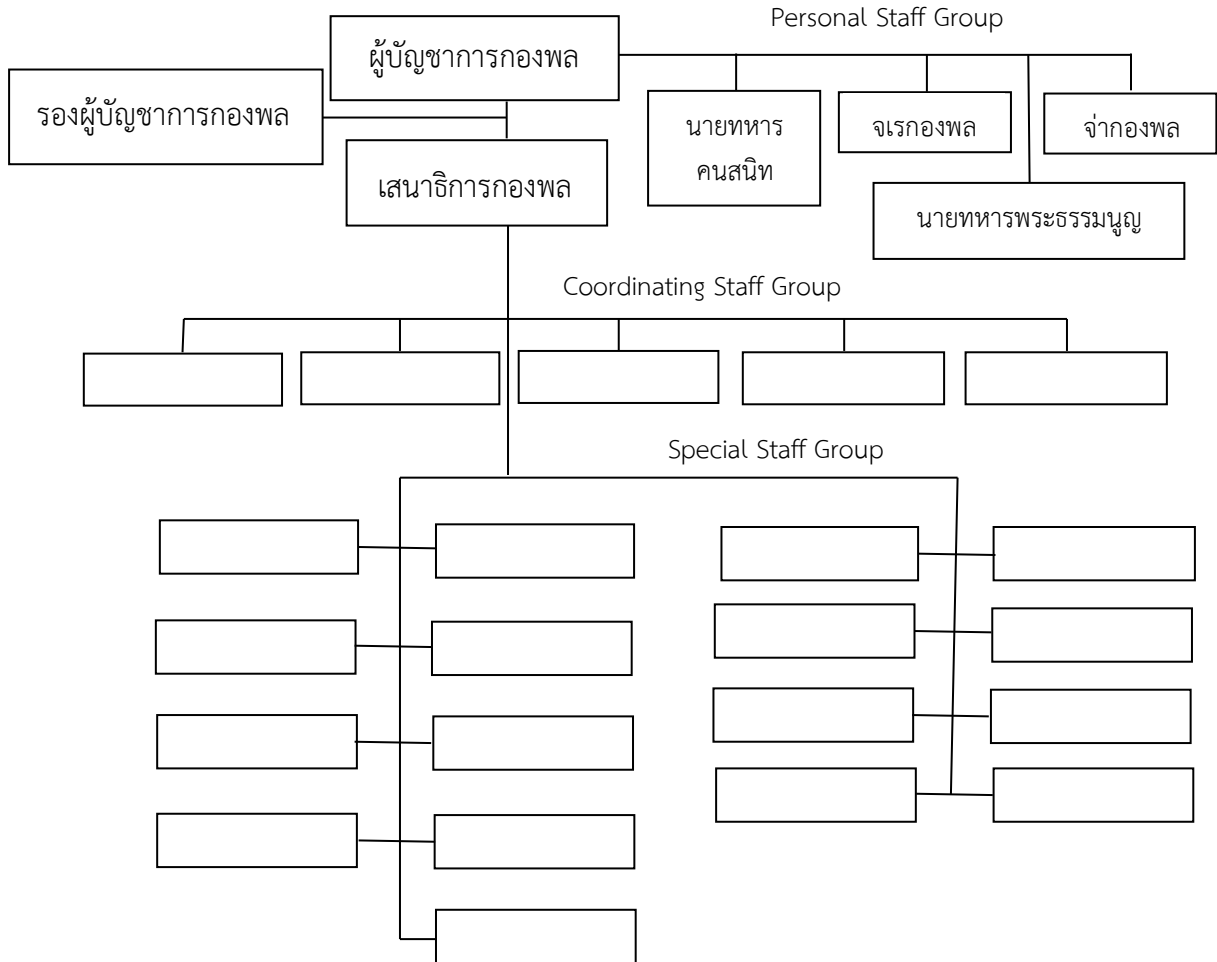 Personal Staff Group
ผู้บัญชาการกองพล
รองผู้บัญชาการกองพล
นายทหาร
คนสนิท
จเรกองพล
จ่ากองพล
เสนาธิการกองพล
นายทหารพระธรรมนูญ
Coordinating Staff Group
Special Staff Group